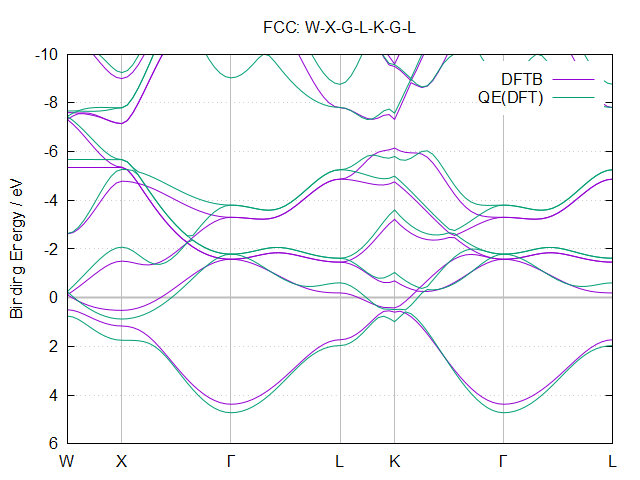 FCC: W-X-G-L-K-G-L
DFTB
QE(DFT)
Binding Energy / eV
-10
-8
-6
-4
-2
0
2
4
6
W X Γ L K Γ L